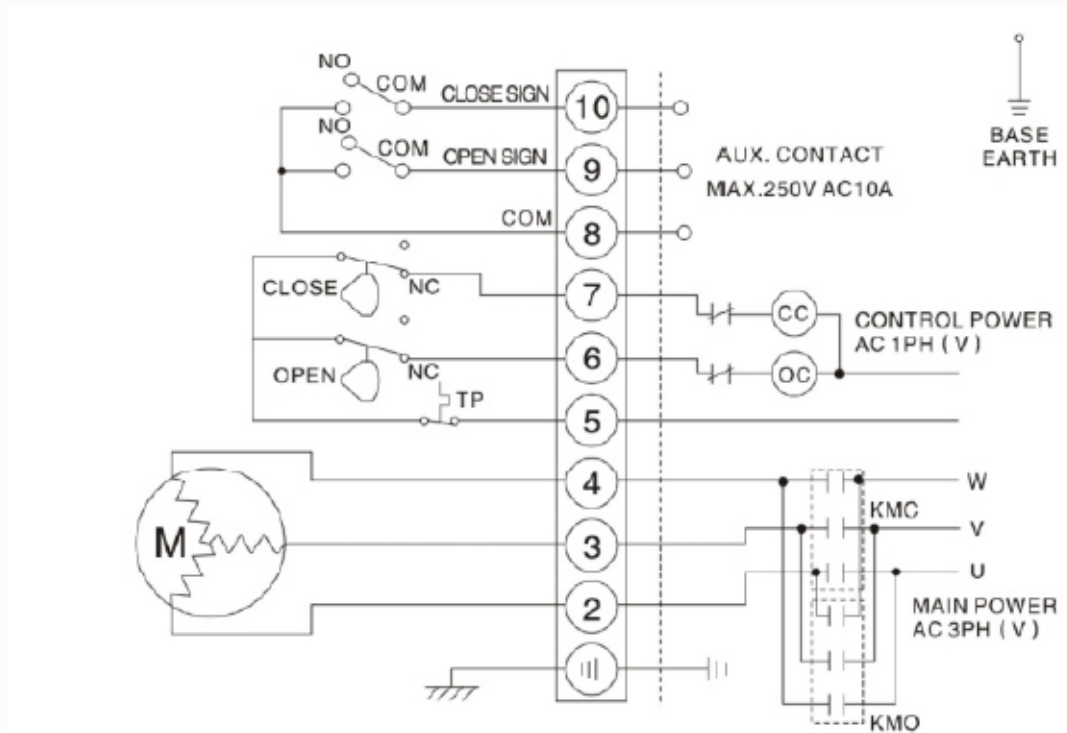 NO
COM
CLOSE SIGN
10
NO
COM
OPEN SIGN
9
AUX. CONTACT
MAX.250V AC10A
BASE
EARTH
COM
8
CLOSE
NC
7
CC
CONTROL POWER
AC 1PH ( V )
OPEN
NC
6
OC
TP
5
4
W
KMC
M
3
V
U
2
MAIN POWER
AC 3PH ( V )
KMO